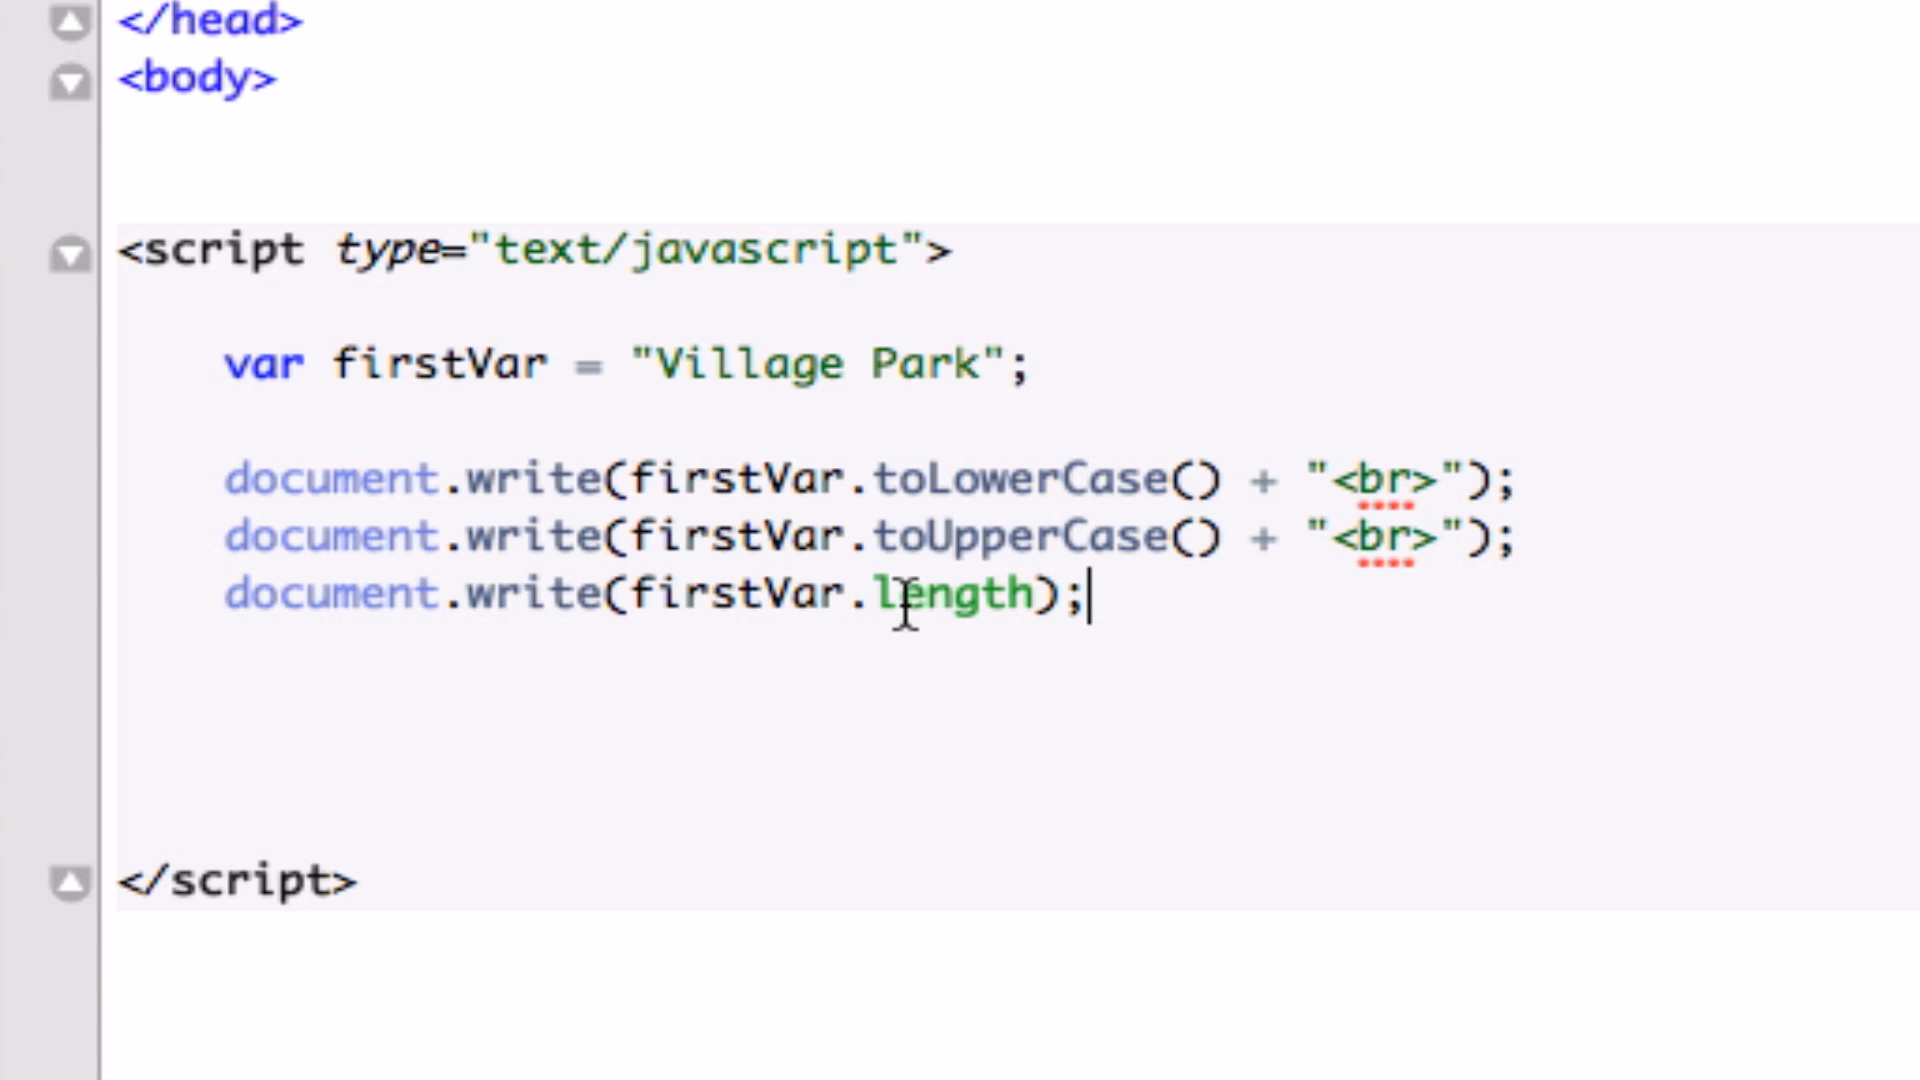 </head>
<body>
<script type="text/javascript">
var firstVar = "Village Park";
document.write(firstVar.toLowerCase() + "<br>");
document.write(firstVar.toUpperCase() + "<br>");
document.write(firstVar.length);
</script>